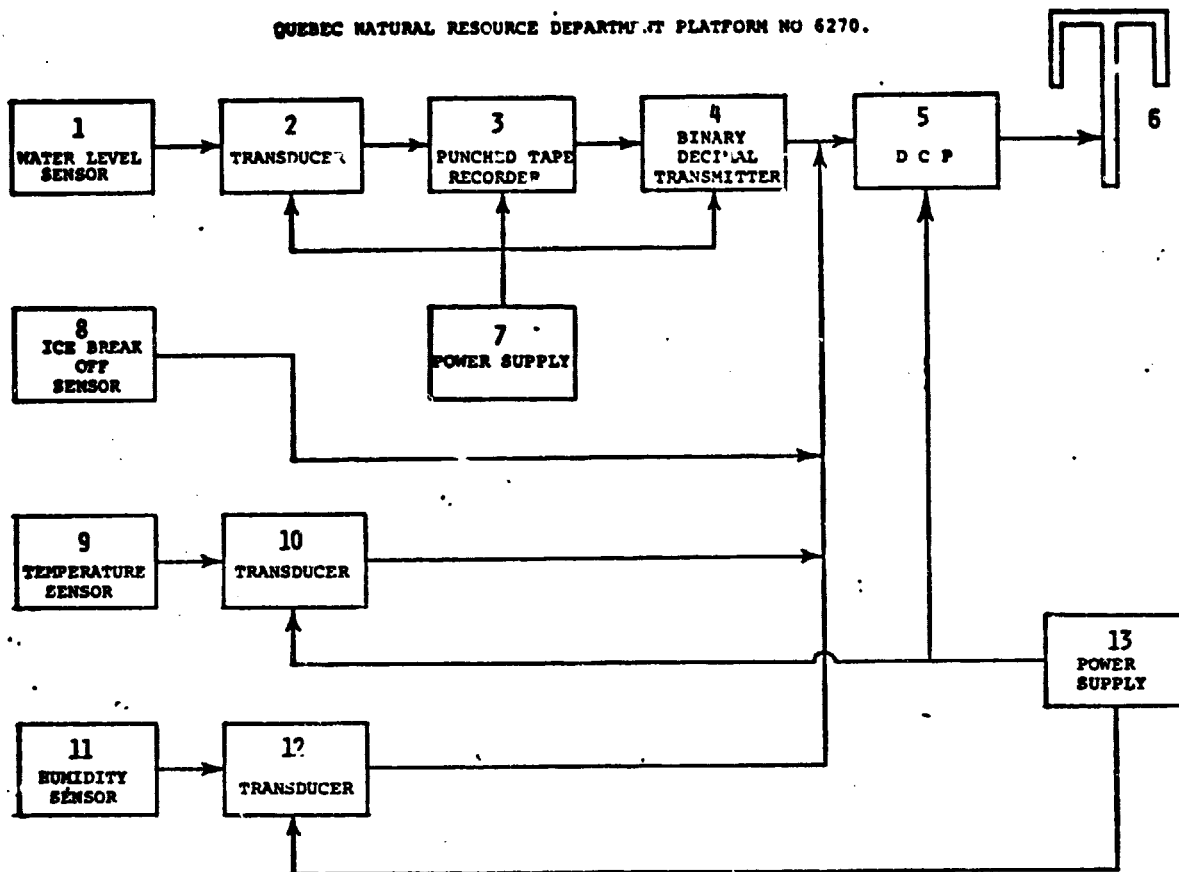 QUEBEC NATURAL RESOURCE DEPARTMENT PLATFORM NO 6270.
1
WATER LEVEL
SENSOR
2
TRANSDUCER
3
PUNCHED TAPE
RECORDER
4
BINARY
DECIMAL
TRANSMITTER
5
D C P
6
7
POWER SUPPLY
8
ICE BREAK
OFF
SENSOR
9
TEMPERATURE
SENSOR
10
TRANSDUCER
11
HUMIDITY
SENSOR
12
TRANSDUCER
13
POWER
SUPPLY